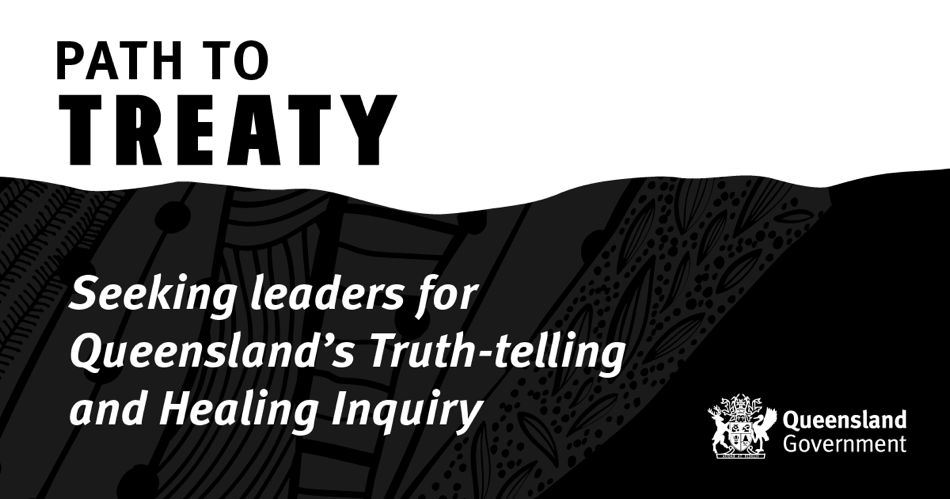 PATH TO
TREATY
Seeking leaders for
Queensland's Truth-telling
and Healing Inquiry
Queensland
Government